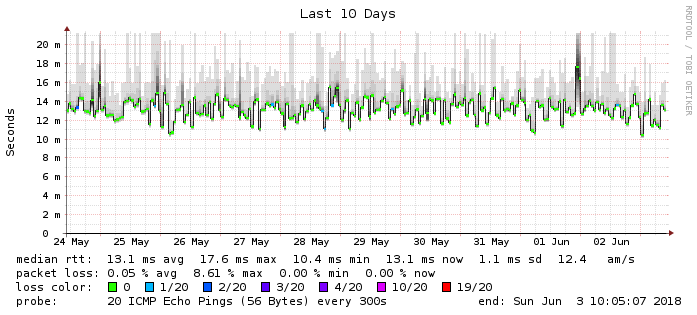 Last 10 Days
RRDTOOL / TOBI OETIKER
Seconds
20 m
18 m
16 m
14 m
12 m
10 m
8 m
6 m
4 m
2 m
0
24 May 25 May 26 May 27 May 28 May 29 May 30 May 31 May 01 Jun 02 Jun
median rtt: 13.1 ms avg 17.6 ms max 10.4 ms min 13.1 ms now 1.1 ms sd 12.4 am/s
packet loss: 0.05 % avg 8.61 % max 0.00 % min 0.00 % now
loss color: 0 1/20 2/20 3/20 4/20 10/20 19/20
probe: 20 ICMP Echo Pings (56 Bytes) every 300s end: Sun Jun 3 10:05:07 2018